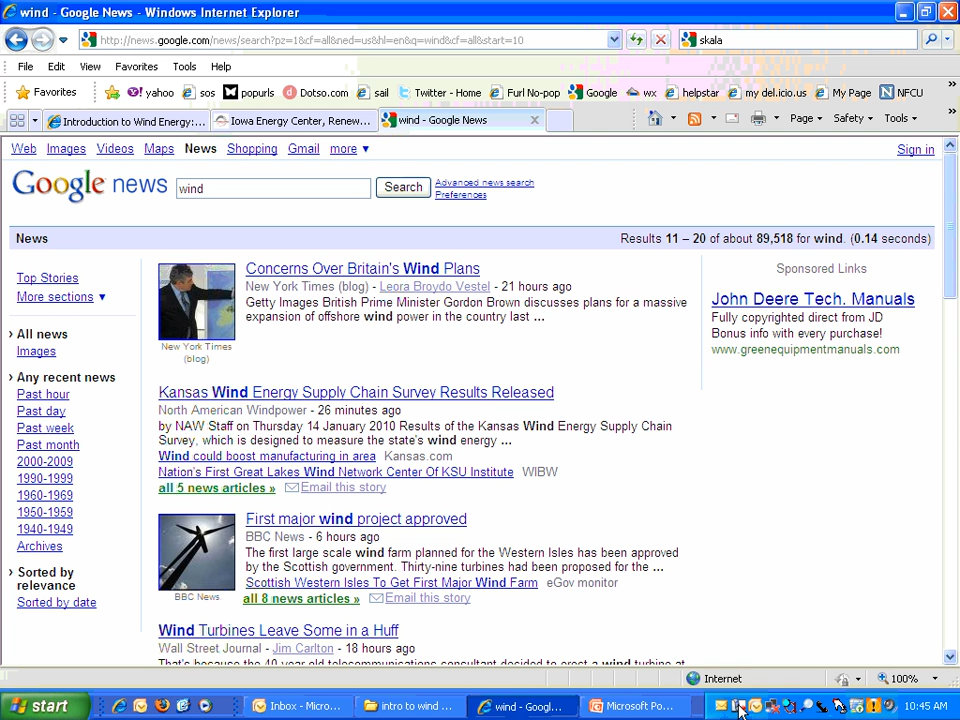 wind - Google News - Windows Internet Explorer
http://news.google.com/news/search?pz=1&cf=all&ned=us&hl=en&q=wind&cf=all&start=10
skala
File Edit View Favorites Tools Help
Favorites yahoo sos popurls Dotso.com sail Twitter - Home Furl No-pop Google wx helpstar my del.icio.us My Page NFCU
Introduction to Wind Energy:... Iowa Energy Center, Renew... wind - Google News Page Safety Tools
Web Images Videos Maps News Shopping Gmail more Sign in
Google news wind Search Advanced news search
Preferences
News Results 11 – 20 of about 89,518 for wind. (0.14 seconds)
Top Stories
More sections
All news
Images
Any recent news
Past hour
Past day
Past week
Past month
2000-2009
1990-1999
1960-1969
1950-1959
1940-1949
Archives
Sorted by
relevance
Sorted by date
Concerns Over Britain's Wind Plans
New York Times (blog) - Leora Broydo Vestel - 21 hours ago
Getty Images British Prime Minister Gordon Brown discusses plans for a massive
expansion of offshore wind power in the country last ...
New York Times
(blog)
Kansas Wind Energy Supply Chain Survey Results Released
North American Windpower - 26 minutes ago
by NAW Staff on Thursday 14 January 2010 Results of the Kansas Wind Energy Supply Chain
Survey, which is designed to measure the state's wind energy ...
Wind could boost manufacturing in area Kansas.com
Nation's First Great Lakes Wind Network Center Of KSU Institute WIBW
all 5 news articles » Email this story
First major wind project approved
BBC News - 6 hours ago
The first large scale wind farm planned for the Western Isles has been approved
by the Scottish government. Thirty-nine turbines had been proposed for the ...
Scottish Western Isles To Get First Major Wind Farm eGov monitor
BBC News
all 8 news articles » Email this story
Wind Turbines Leave Some in a Huff
Wall Street Journal - Jim Carlton - 18 hours ago
That's because the 40-year-old telecommunications consultant decided to erect a wind turbine at
Sponsored Links
John Deere Tech. Manuals
Fully copyrighted direct from JD
Bonus info with every purchase!
www.greenequipmentmanuals.com
Internet 100%
start Inbox - Micro... intro to wind ... wind - Googl... Microsoft Po... 10:45 AM